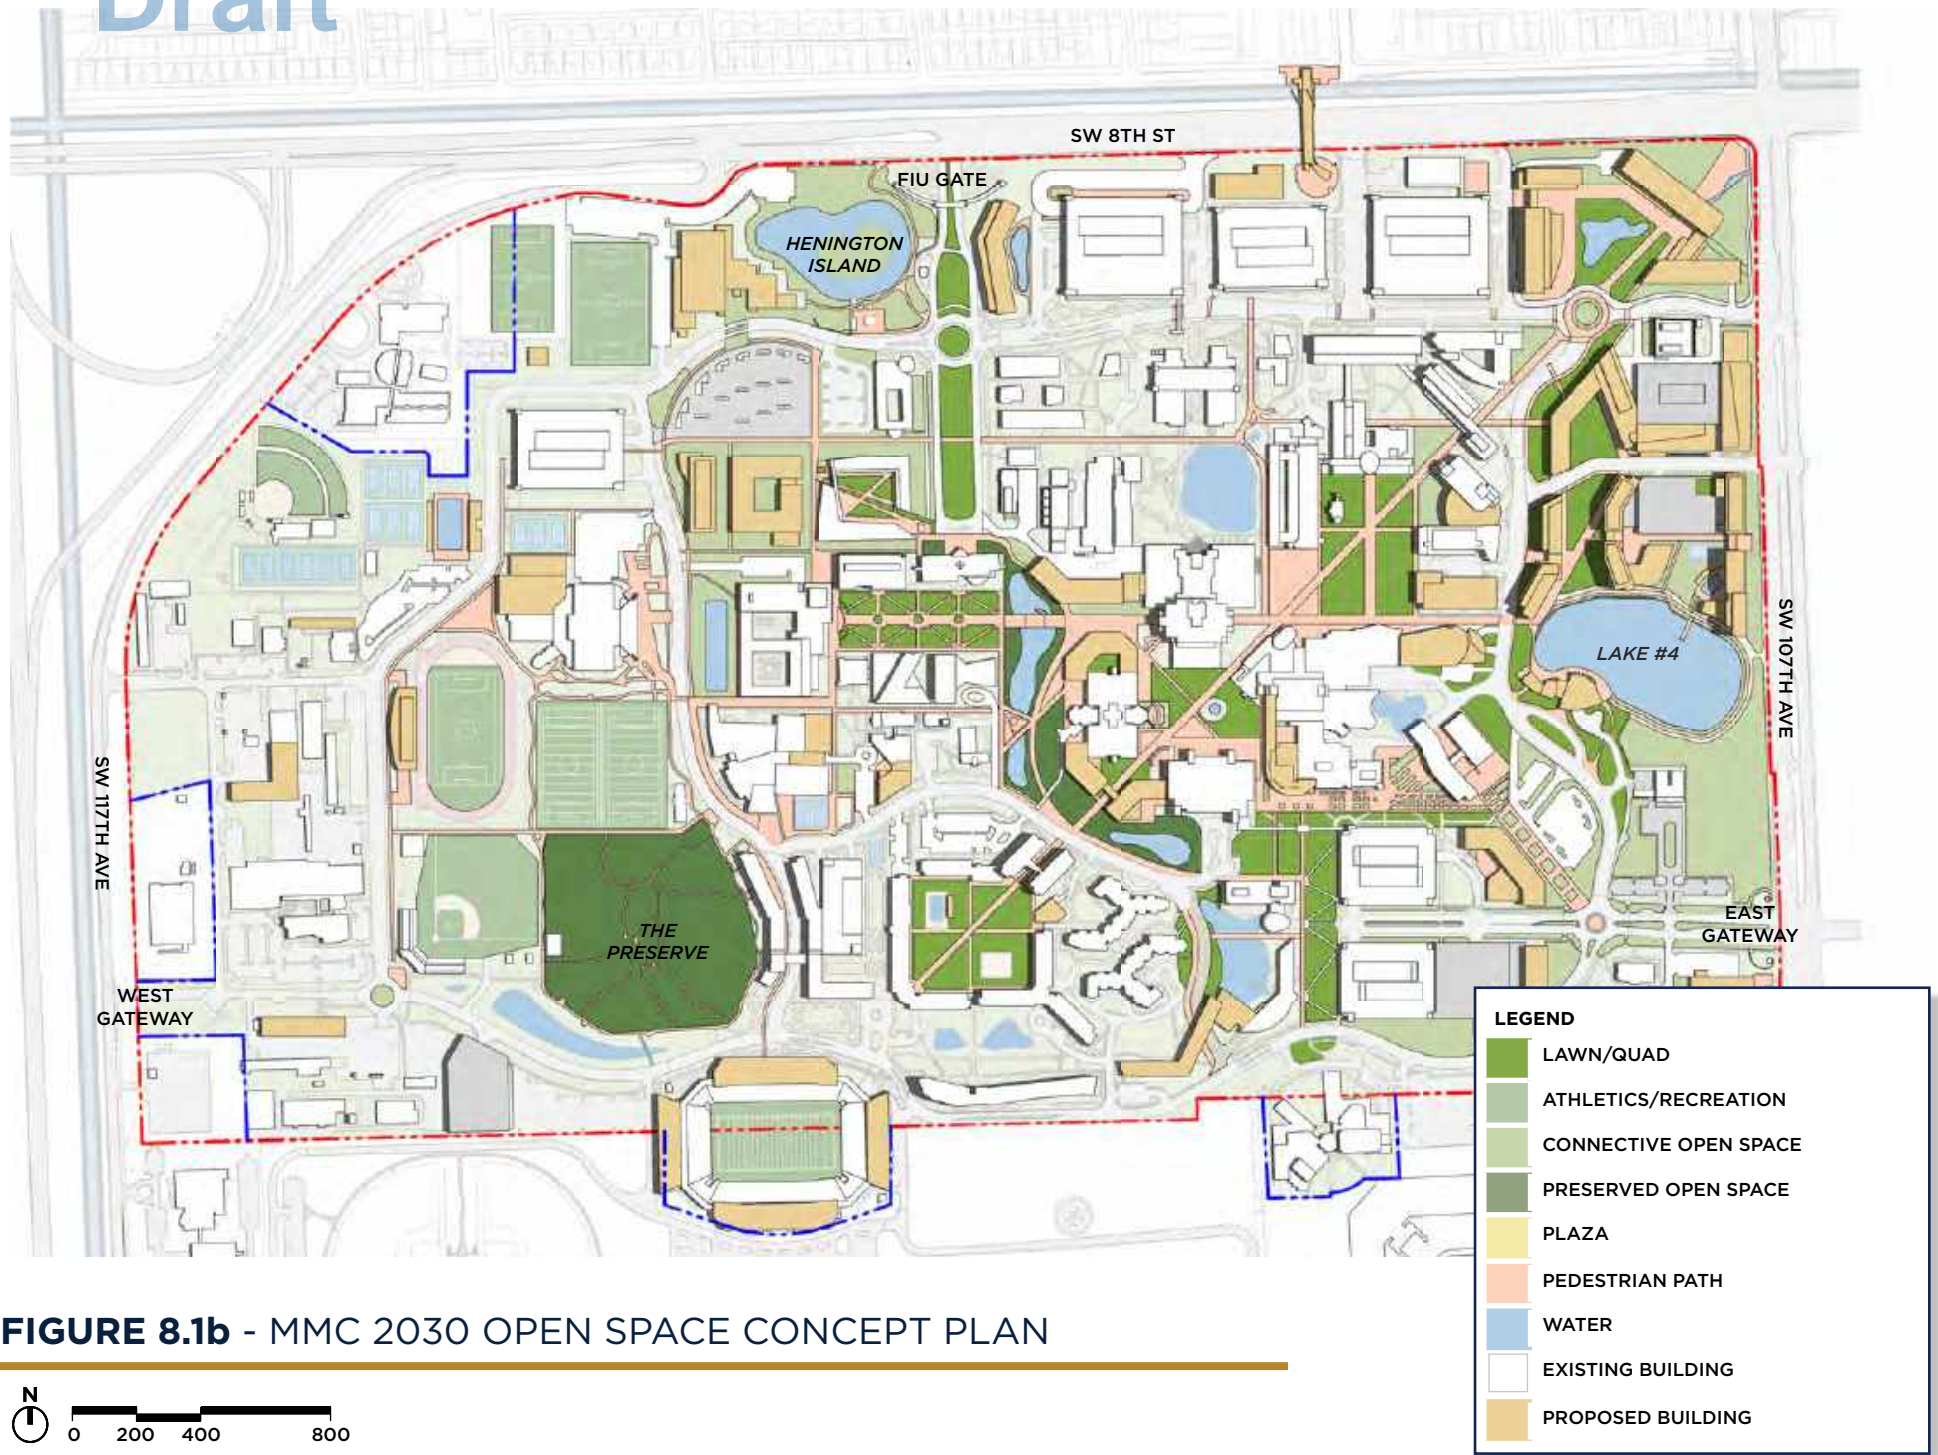 Draft
SW 8TH ST
FIU GATE
HENINGTON
ISLAND
LAKE #4
SW 107TH AVE
SW 117TH AVE
THE
PRESERVE
EAST
GATEWAY
WEST
GATEWAY
LEGEND
LAWN/QUAD
ATHLETICS/RECREATION
CONNECTIVE OPEN SPACE
PRESERVED OPEN SPACE
PLAZA
PEDESTRIAN PATH
WATER
EXISTING BUILDING
PROPOSED BUILDING
FIGURE 8.1b - MMC 2030 OPEN SPACE CONCEPT PLAN
N
0 200 400 800